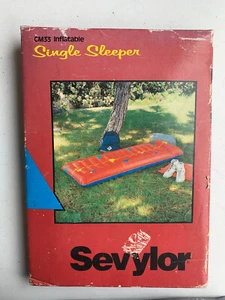 CM33 Inflatable
Single Sleeper
Sevylor